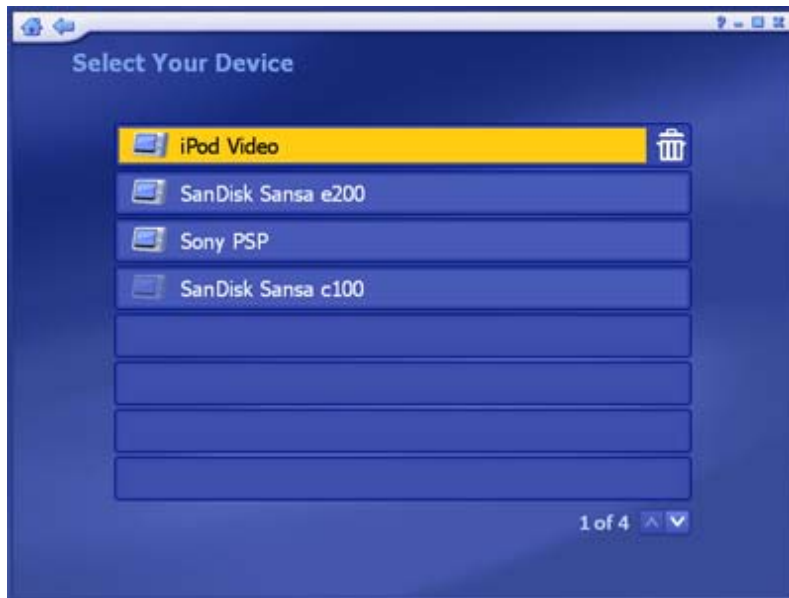 ?
Select Your Device
iPod Video
SanDisk Sansa e200
Sony PSP
SanDisk Sansa c100
1 of 4